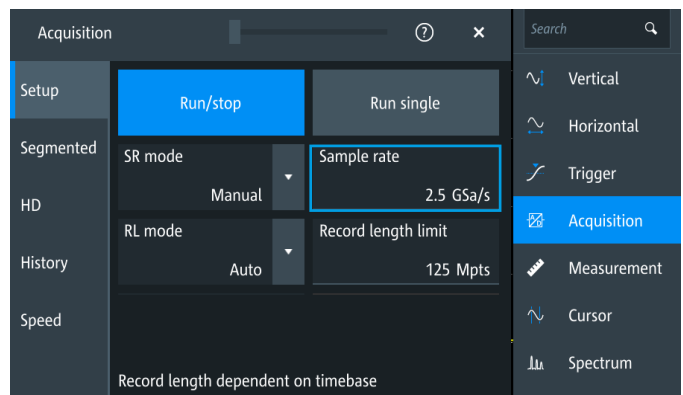 Acquisition
?
Search
Setup
Segmented
HD
History
Speed
Run/stop
Run single
SR mode
Manual
Sample rate
2.5 GSa/s
RL mode
Auto
Record length limit
125 Mpts
Record length dependent on timebase
Vertical
Horizontal
Trigger
Acquisition
Measurement
Cursor
Spectrum